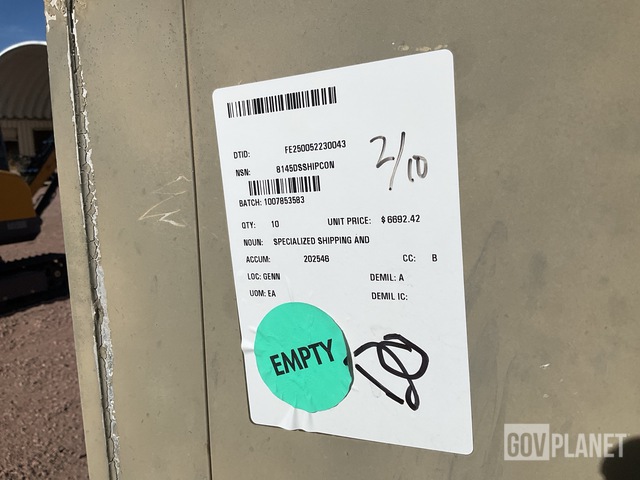 DTID: FE250052230043
NSN: 8145DSSHIPCON
2/10
BATCH: 1007853583
QTY: 10 UNIT PRICE: $6692.42
NOUN: SPECIALIZED SHIPPING AND
ACCUM: 202546 CC: B
LOC: GENN DEMIL: A
UOM: EA DEMIL IC:
EMPTY
GOVPLANET